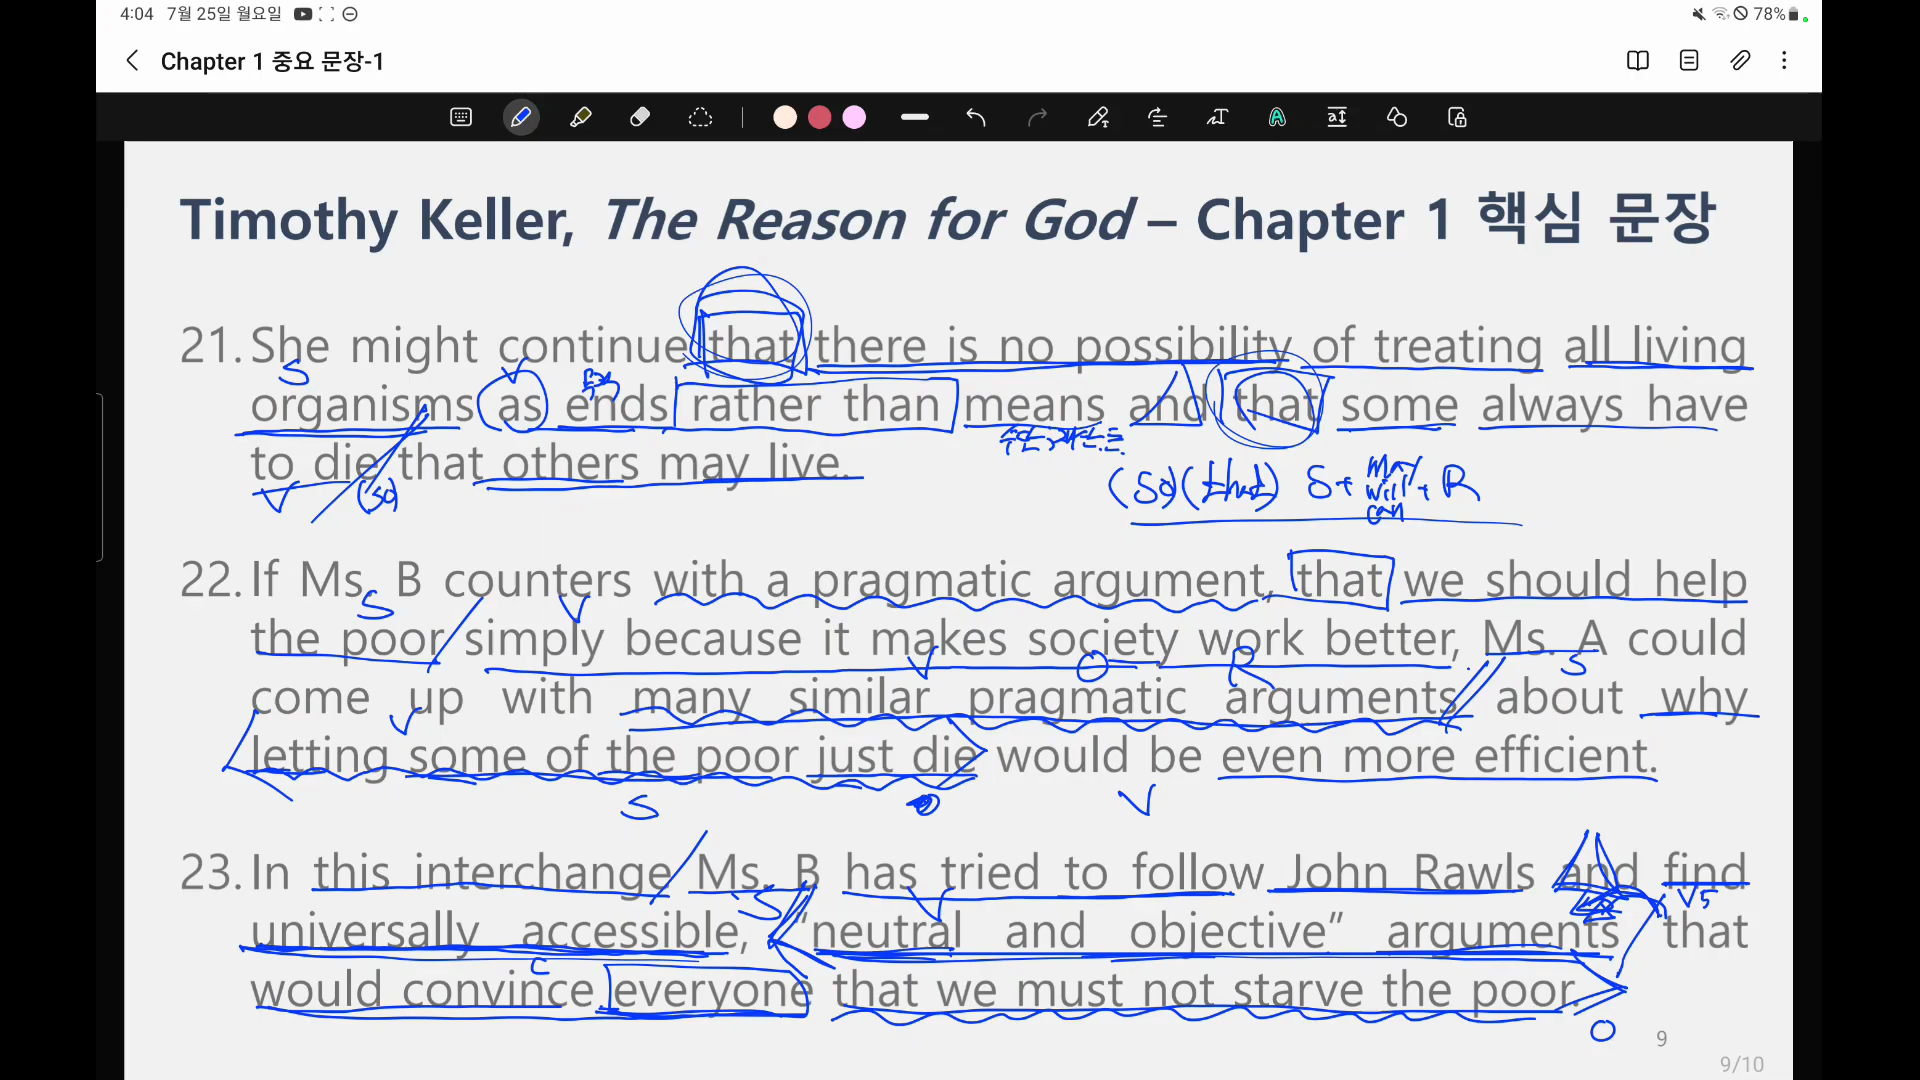 4:04 7월 25일 월요일
78%
Chapter 1 중요 문장-1
Timothy Keller, The Reason for God – Chapter 1 핵심 문장
21. She might continue that there is no possibility of treating all living
S V
organisms as ends rather than means and that some always have
to die that others may live.
V (so) (So)(that) S+ may will can + R
22. If Ms. B counters with a pragmatic argument, that we should help
S V
the poor simply because it makes society work better, Ms. A could
V O R S
come up with many similar pragmatic arguments about why
V
letting some of the poor just die would be even more efficient.
S V
23. In this interchange Ms. B has tried to follow John Rawls and find
S V V5
universally accessible, “neutral and objective” arguments that
C
would convince everyone that we must not starve the poor.
O
9
9/10